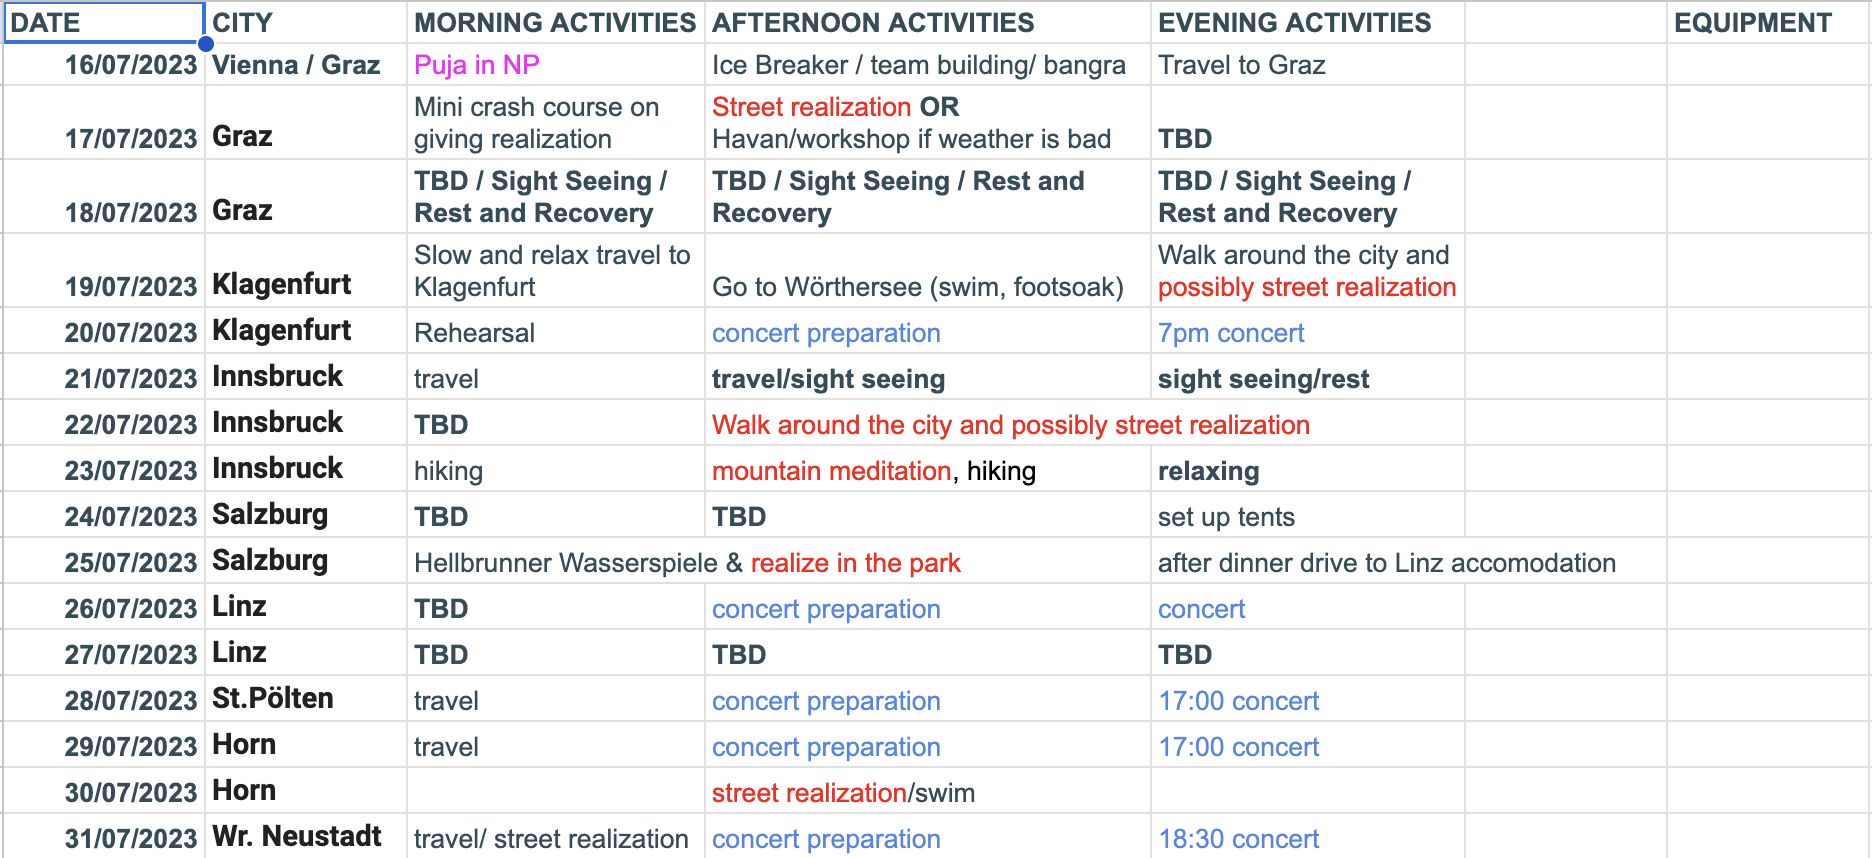 DATE CITY MORNING ACTIVITIES AFTERNOON ACTIVITIES EVENING ACTIVITIES EQUIPMENT
16/07/2023 Vienna / Graz Puja in NP Ice Breaker / team building/ bangra Travel to Graz
17/07/2023 Graz
Mini crash course on
giving realization
Street realization OR
Havan/workshop if weather is bad
TBD
18/07/2023 Graz
TBD / Sight Seeing /
Rest and Recovery
TBD / Sight Seeing / Rest and
Recovery
TBD / Sight Seeing /
Rest and Recovery
19/07/2023 Klagenfurt
Slow and relax travel to
Klagenfurt
Go to Wörthersee (swim, footsoak)
Walk around the city and
possibly street realization
20/07/2023 Klagenfurt Rehearsal concert preparation 7pm concert
21/07/2023 Innsbruck travel travel/sight seeing sight seeing/rest
22/07/2023 Innsbruck TBD Walk around the city and possibly street realization
23/07/2023 Innsbruck hiking mountain meditation, hiking relaxing
24/07/2023 Salzburg TBD TBD set up tents
25/07/2023 Salzburg Hellbrunner Wasserspiele & realize in the park after dinner drive to Linz accomodation
26/07/2023 Linz TBD concert preparation concert
27/07/2023 Linz TBD TBD TBD
28/07/2023 St.Pölten travel concert preparation 17:00 concert
29/07/2023 Horn travel concert preparation 17:00 concert
30/07/2023 Horn street realization/swim
31/07/2023 Wr. Neustadt travel/ street realization concert preparation 18:30 concert